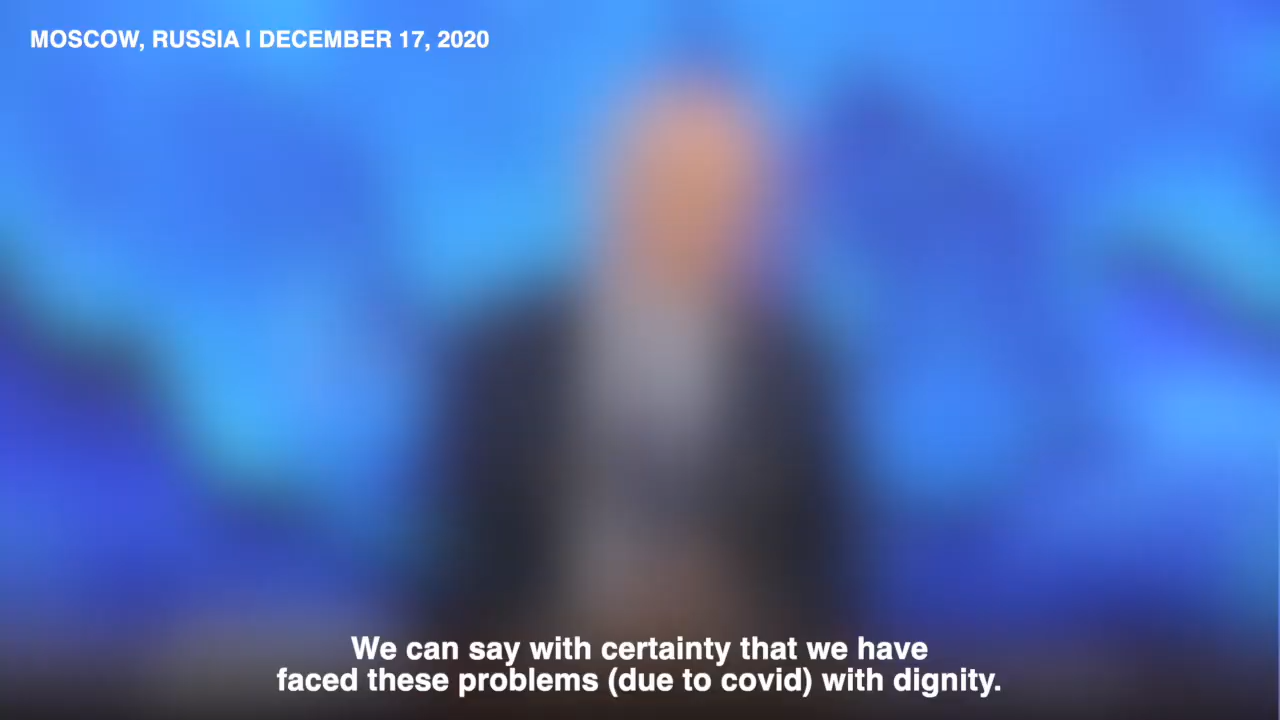 MOSCOW, RUSSIA | DECEMBER 17, 2020
We can say with certainty that we have
faced these problems (due to covid) with dignity.